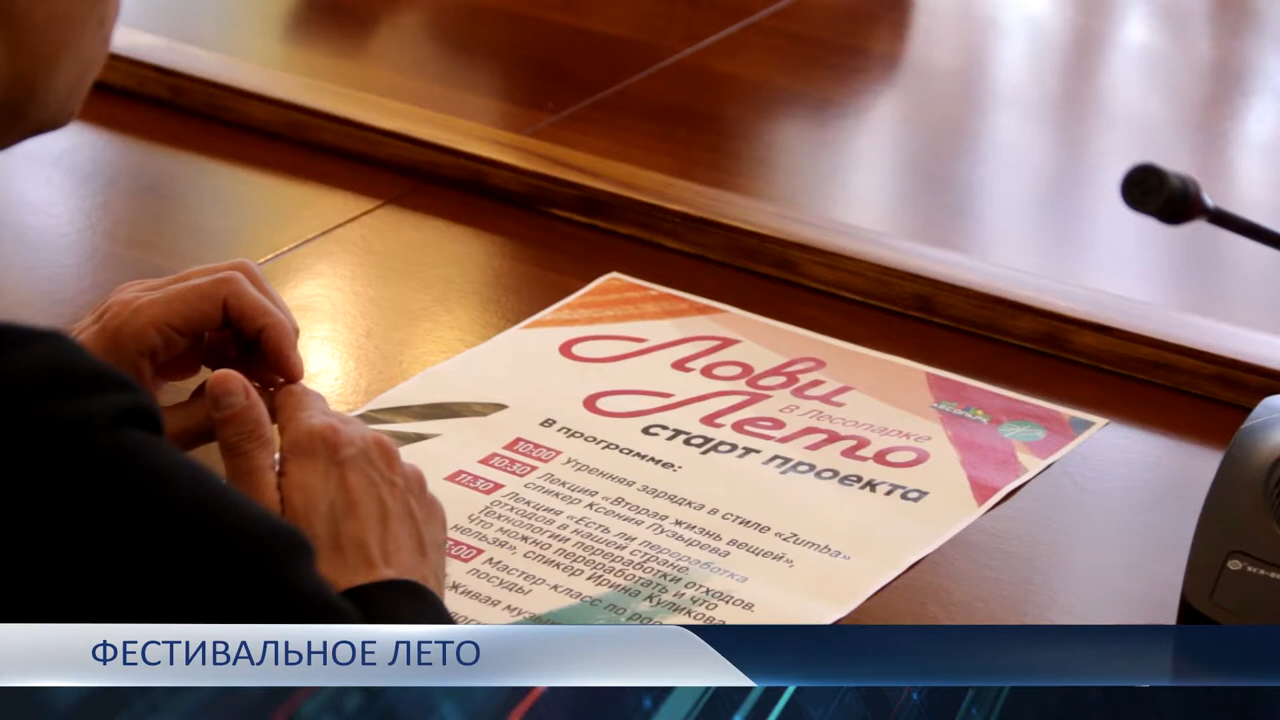 Лови
в Лесопарке
Лето
старт проекта
В программе:
10:00 Утренняя зарядка в стиле «Zumba»
10:30 Лекция «Вторая жизнь вещей»,
спикер Ксения Пузырева
11:30 Лекция «Есть ли переработка
отходов в нашей стране.
Технологии переработки отходов.
Что можно переработать и что
нельзя», спикер Ирина Куликова
:00 Мастер-класс по рос
посуды
живая музы
ФЕСТИВАЛЬНОЕ ЛЕТО